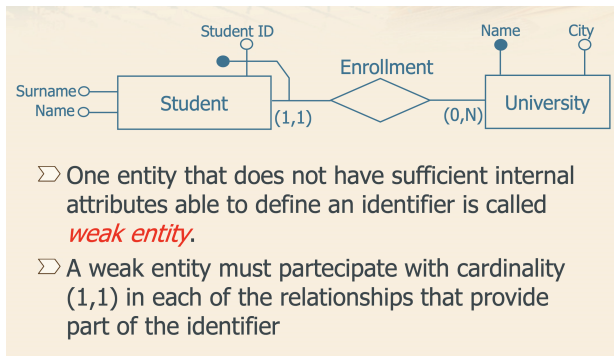 Student ID
Name
City
Enrollment
Surname
Name
Student
University
(1,1)
(0,N)
One entity that does not have sufficient internal
attributes able to define an identifier is called
weak entity.
A weak entity must partecipate with cardinality
(1,1) in each of the relationships that provide
part of the identifier